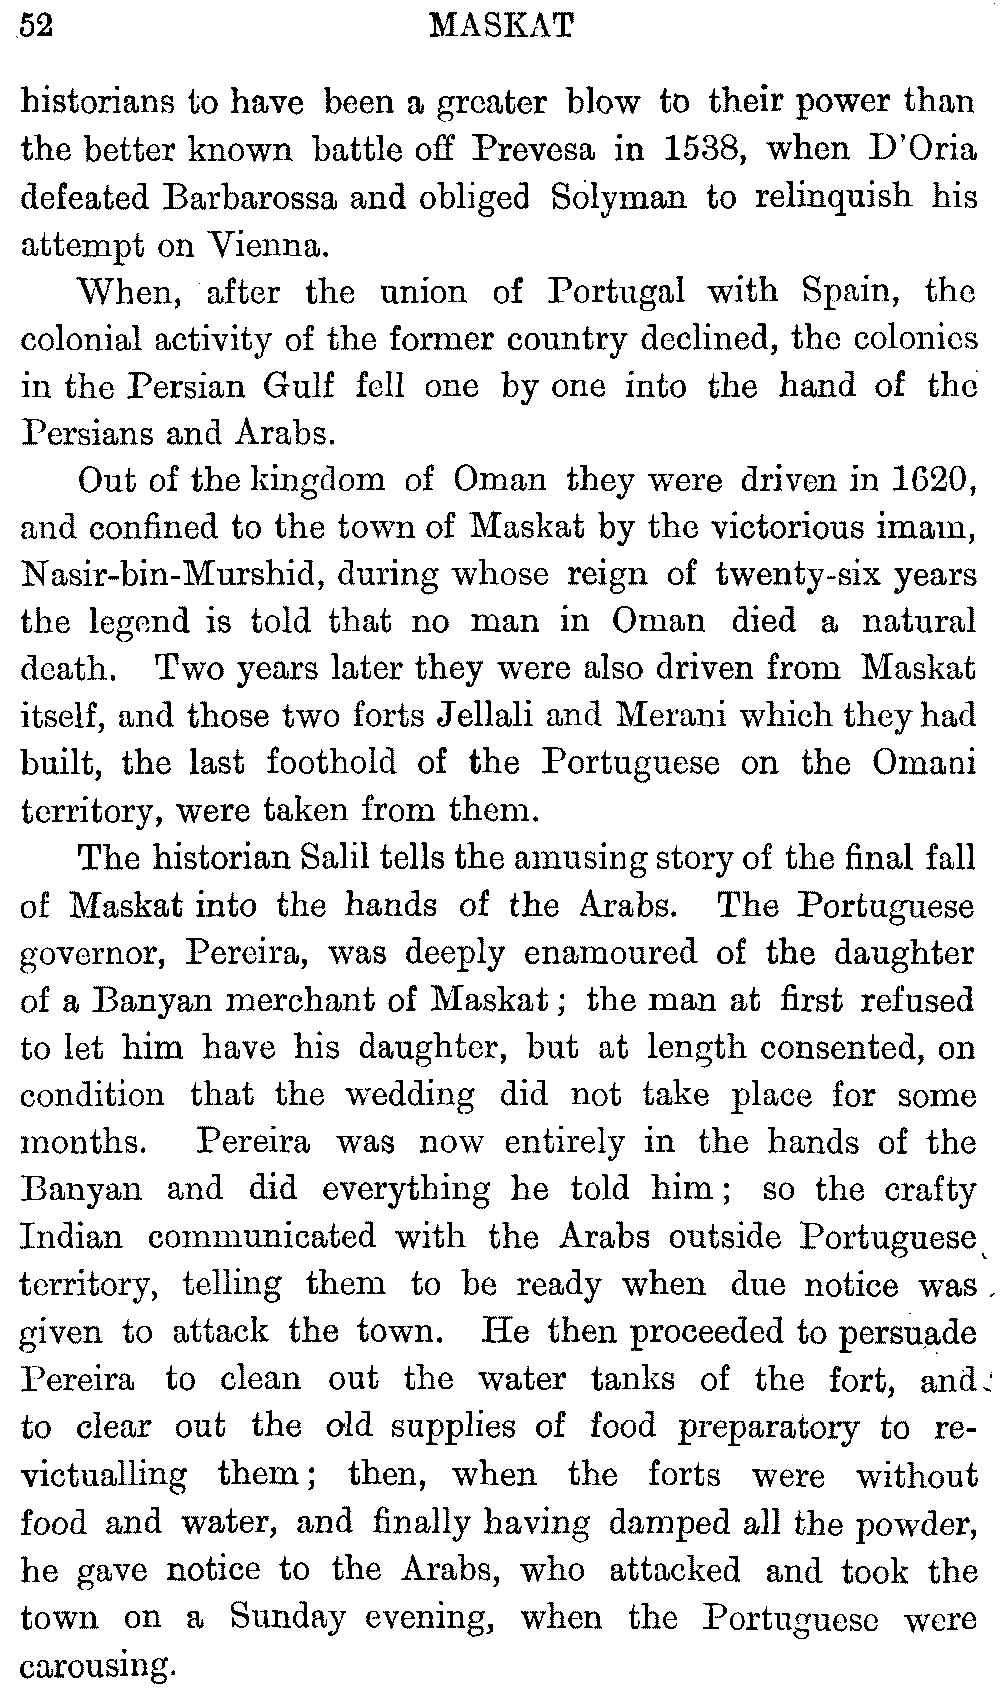 52 MASKAT
historians to have been a greater blow to their power than
the better known battle off Prevesa in 1538, when D'Oria
defeated Barbarossa and obliged Solyman to relinquish his
attempt on Vienna.
When, after the union of Portugal with Spain, the
colonial activity of the former country declined, the colonies
in the Persian Gulf fell one by one into the hand of the
Persians and Arabs.
Out of the kingdom of Oman they were driven in 1620,
and confined to the town of Maskat by the victorious imam,
Nasir-bin-Murshid, during whose reign of twenty-six years
the legend is told that no man in Oman died a natural
death. Two years later they were also driven from Maskat
itself, and those two forts Jellali and Merani which they had
built, the last foothold of the Portuguese on the Omani
territory, were taken from them.
The historian Salil tells the amusing story of the final fall
of Maskat into the hands of the Arabs. The Portuguese
governor, Pereira, was deeply enamoured of the daughter
of a Banyan merchant of Maskat; the man at first refused
to let him have his daughter, but at length consented, on
condition that the wedding did not take place for some
months. Pereira was now entirely in the hands of the
Banyan and did everything he told him; so the crafty
Indian communicated with the Arabs outside Portuguese
territory, telling them to be ready when due notice was
given to attack the town. He then proceeded to persuade
Pereira to clean out the water tanks of the fort, and
to clear out the old supplies of food preparatory to re-
victualling them; then, when the forts were without
food and water, and finally having damped all the powder,
he gave notice to the Arabs, who attacked and took the
town on a Sunday evening, when the Portuguese were
carousing.